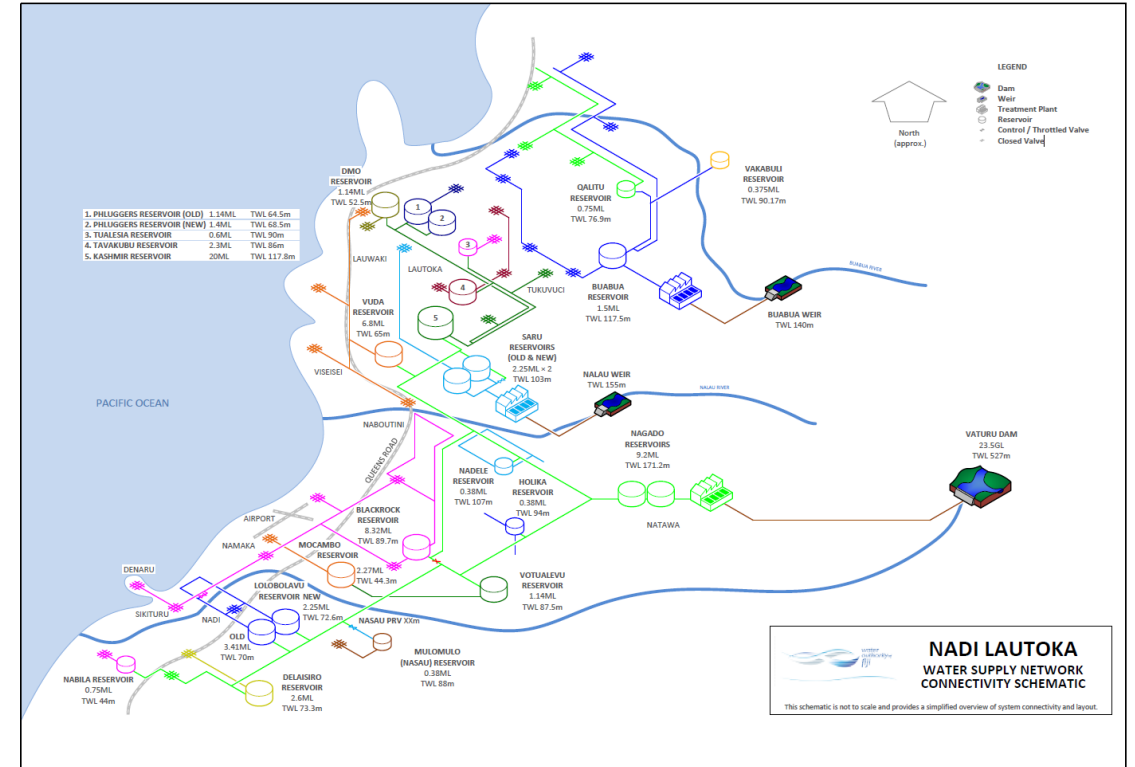 LEGEND
Dam
Weir
Treatment Plant
Reservoir
Control / Throttled Valve
Closed Valve
North
(approx.)
DMO
RESERVOIR
1.14ML
TWL 52.5m
1
2
3
4
5
VAKABULI
RESERVOIR
0.375ML
TWL 90.17m
QALITU
RESERVOIR
0.75ML
TWL 76.9m
1. PHLUGGERS RESERVOIR (OLD) 1.14ML TWL 64.5m
2. PHLUGGERS RESERVOIR (NEW) 1.4ML TWL 68.5m
3. TUALESIA RESERVOIR 0.6ML TWL 90m
4. TAVAKUBU RESERVOIR 2.3ML TWL 86m
5. KASHMIR RESERVOIR 20ML TWL 117.8m
LAUWAKI
LAUTOKA
TUKUVUCI
BUABUA
RESERVOIR
1.5ML
TWL 117.5m
BUABUA RIVER
BUABUA WEIR
TWL 140m
VUDA
RESERVOIR
6.8ML
TWL 65m
SARU
RESERVOIRS
(OLD & NEW)
2.25ML × 2
TWL 103m
VISEISEI
NALAU WEIR
TWL 155m
NALAU RIVER
PACIFIC OCEAN
NABOUTINI
QUEENS ROAD
NAGADO
RESERVOIRS
9.2ML
TWL 171.2m
VATURU DAM
23.5GL
TWL 527m
NADELE
RESERVOIR
0.38ML
TWL 107m
HOLIKA
RESERVOIR
0.38ML
TWL 94m
NATAWA
BLACKROCK
RESERVOIR
8.32ML
TWL 89.7m
AIRPORT
NAMAKA
MOCAMBO
RESERVOIR
2.27ML
TWL 44.3m
DENARU
SIKITURU
NADI
LOLOBOLAVU
RESERVOIR NEW
2.25ML
TWL 72.6m
OLD
3.41ML
TWL 70m
VOTUALEVU
RESERVOIR
1.14ML
TWL 87.5m
NASAU PRV XXm
MULOMULO
(NASAU) RESERVOIR
0.38ML
TWL 88m
NABILA RESERVOIR
0.75ML
TWL 44m
DELAISIRO
RESERVOIR
2.6ML
TWL 73.3m
water
authority of
fiji
NADI LAUTOKA
WATER SUPPLY NETWORK
CONNECTIVITY SCHEMATIC
This schematic is not to scale and provides a simplified overview of system connectivity and layout.